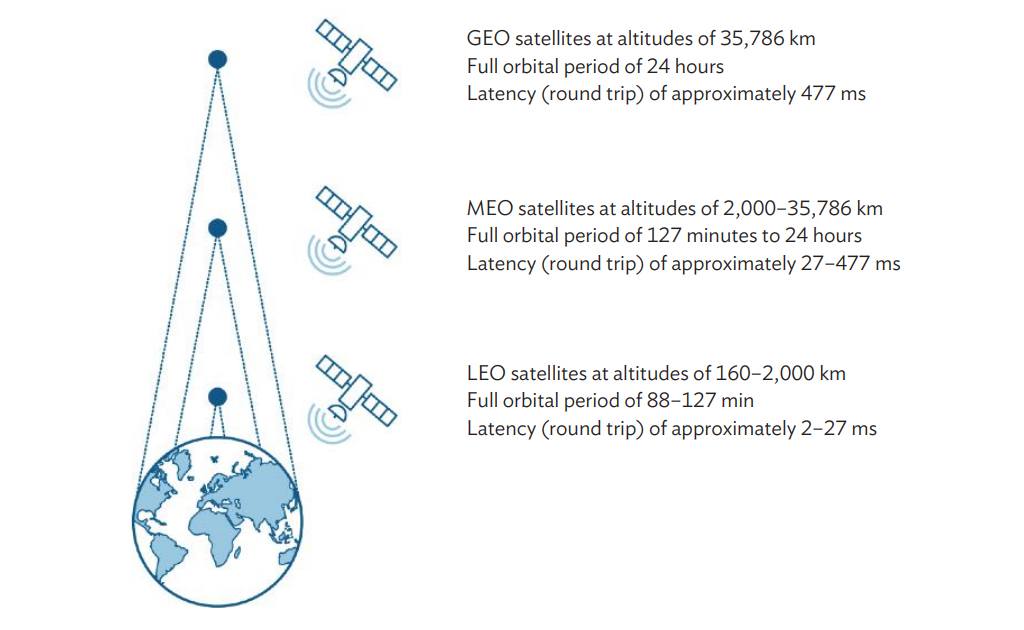 GEO satellites at altitudes of 35,786 km
Full orbital period of 24 hours
Latency (round trip) of approximately 477 ms
MEO satellites at altitudes of 2,000–35,786 km
Full orbital period of 127 minutes to 24 hours
Latency (round trip) of approximately 27–477 ms
LEO satellites at altitudes of 160–2,000 km
Full orbital period of 88–127 min
Latency (round trip) of approximately 2–27 ms